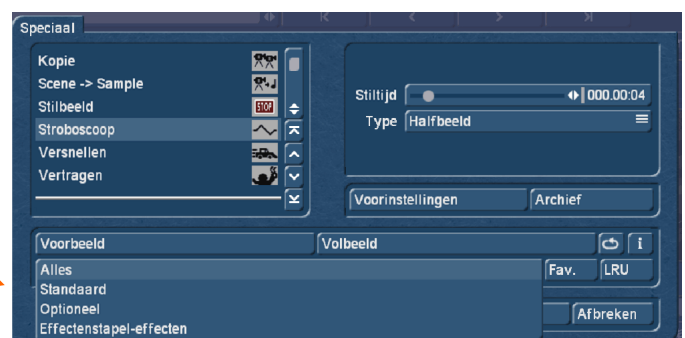 Speciaal
Kopie
Scene -> Sample
Stilbeeld
STOP
Stroboscoop
Versnellen
Vertragen
Stiltijd 000.00:04
Type Halfbeeld
Voorinstellingen Archief
Voorbeeld Volbeeld i
Alles Fav. LRU
Standaard
Optioneel Afbreken
Effectenstapel-effecten